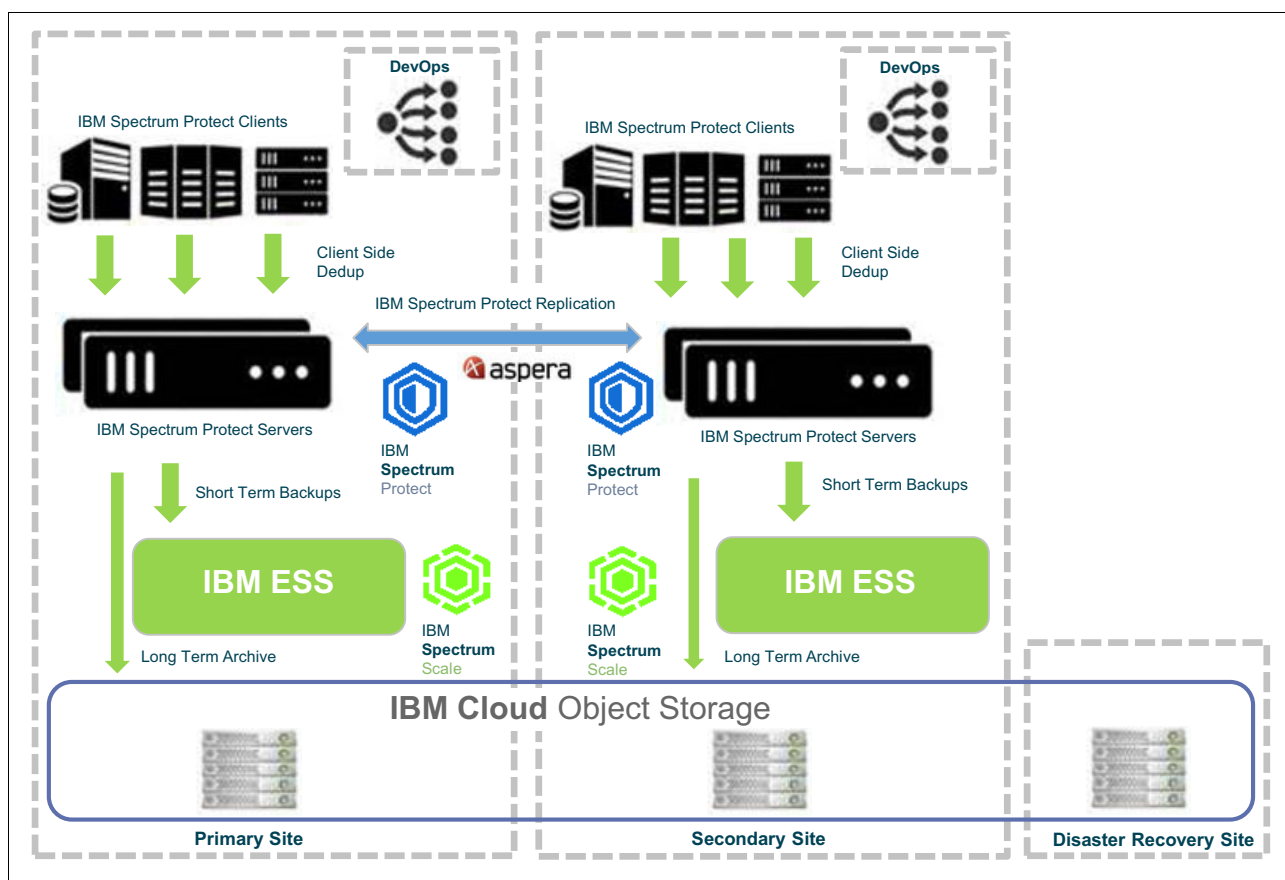 DevOps
IBM Spectrum Protect Clients
Client Side
Dedup
IBM Spectrum Protect Servers
Short Term Backups
IBM ESS
Long Term Archive
IBM
Spectrum
Protect
IBM
Spectrum
Scale
IBM Spectrum Protect Replication
aspera
DevOps
IBM Spectrum Protect Clients
Client Side
Dedup
IBM Spectrum Protect Servers
IBM
Spectrum
Protect
Short Term Backups
IBM ESS
IBM
Spectrum
Scale
Long Term Archive
IBM Cloud Object Storage
Primary Site
Secondary Site
Disaster Recovery Site